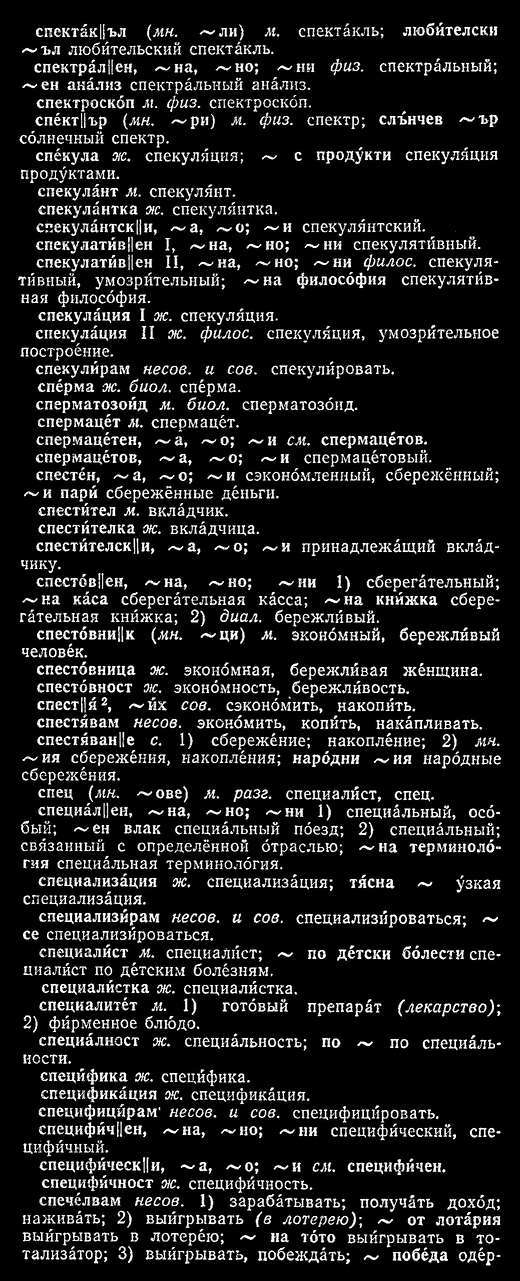 спекта́к||ъл (мн. ~ли) м. спекта́кль; люби́телски
~ъл люби́тельский спекта́кль.
спектра́л||ен, ~на, ~но; ~ни физ. спектра́льный;
~ен ана́лиз спектра́льный ана́лиз.
спектроско́п м. физ. спектроско́п.
спе́кт||ър (мн. ~ри) м. физ. спектр; слъ́нчев ~ър
со́лнечный спектр.
спе́кула ж. спекуля́ция; ~ с проду́кти спекуля́ция
проду́ктами.
спекула́нт м. спекуля́нт.
спекула́нтка ж. спекуля́нтка.
спекула́нтск||и, ~а, ~о; ~и спекуля́нтский.
спекулати́в||ен I, ~на, ~но; ~ни спекуляти́вный.
спекулати́в||ен II, ~на, ~но; ~ни филос. спекуля-
ти́вный, умозри́тельный; ~на филосо́фия спекуляти́в-
ная филосо́фия.
спекула́ция I ж. спекуля́ция.
спекула́ция II ж. филос. спекуля́ция, умозри́тельное
построе́ние.
спекули́рам несов. и сов. спекули́ровать.
спе́рма ж. биол. спе́рма.
сперматозои́д м. биол. сперматозо́ид.
спермаце́т м. спермаце́т.
спермаце́тен, ~а, ~о; ~и см. спермаце́тов.
спермаце́тов, ~а, ~о; ~и спермаце́товый.
спесте́н, ~а, ~о; ~и сэконо́мленный, сбережённый;
~и пари́ сбережённые де́ньги.
спести́тел м. вкла́дчик.
спести́телка ж. вкла́дчица.
спести́телск||и, ~а, ~о; ~и принадлежа́щий вкла́д-
чику.
спесто́в||ен, ~на, ~но; ~ни 1) сберега́тельный;
~на ка́са сберега́тельная ка́сса; ~на кни́жка сбере-
га́тельная кни́жка; 2) диал. бережли́вый.
спесто́вни||к (мн. ~ци) м. эконо́мный, бережли́вый
челове́к.
спесто́вница ж. эконо́мная, бережли́вая же́нщина.
спесто́вност ж. эконо́мность, бережли́вость.
спест||я́ ², ~и́х сов. сэконо́мить, накопи́ть.
спестя́вам несов. эконо́мить, копи́ть, нака́пливать.
спестя́ван||е с. 1) сбереже́ние; накопле́ние; 2) мн.
~ия сбереже́ния, накопле́ния; наро́дни ~ия наро́дные
сбереже́ния.
спец (мн. ~ове) м. разг. специали́ст, спец.
специа́л||ен, ~на, ~но; ~ни 1) специа́льный, осо́-
бый; ~ен влак специа́льный по́езд; 2) специа́льный;
свя́занный с определённой о́траслью; ~на терминоло́-
гия специа́льная терминоло́гия.
специализа́ция ж. специализа́ция; тя́сна ~ у́зкая
специализа́ция.
специализи́рам несов. и сов. специализи́роваться; ~
се специализи́роваться.
специали́ст м. специали́ст; ~ по де́тски бо́лести спе-
циали́ст по де́тским боле́зням.
специали́стка ж. специали́стка.
специалите́т м. 1) гото́вый препара́т (лекарство);
2) фи́рменное блю́до.
специа́лност ж. специа́льность; по ~ по специа́ль-
ности.
специ́фика ж. специ́фика.
спецификáция ж. спецификáция.
специфици́рам несов. и сов. специфици́ровать.
специфи́ч||ен, ~на, ~но; ~ни специфи́ческий, спе-
цифи́чный.
специфи́ческ||и, ~а, ~о; ~и см. специфи́чен.
специфи́чност ж. специфи́чность.
спече́лвам несов. 1) зараба́тывать; получа́ть дохо́д;
нажива́ть; 2) выи́грывать (в лотерею); ~ от лота́рия
выи́грывать в лотере́ю; ~ на то́то выи́грывать в то-
тализа́тор; 3) выи́грывать, побежда́ть; ~ побе́да оде́р-